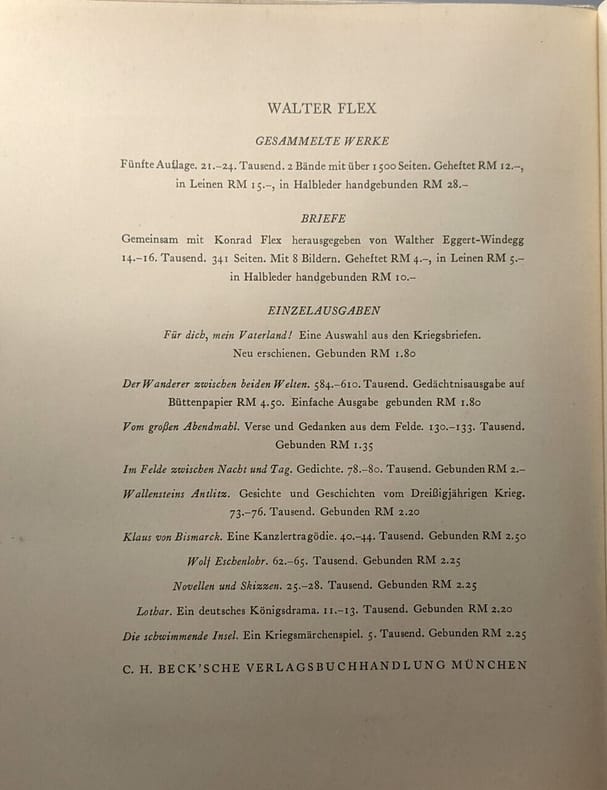 WALTER FLEX
GESAMMELTE WERKE
Fünfte Auflage. 21.–24. Tausend. 2 Bände mit über 1500 Seiten. Geheftet RM 12.–,
in Leinen RM 15.–, in Halbleder handgebunden RM 28.–
BRIEFE
Gemeinsam mit Konrad Flex herausgegeben von Walther Eggert-Windegg
14.–16. Tausend. 341 Seiten. Mit 8 Bildern. Geheftet RM 4.–, in Leinen RM 5.–
in Halbleder handgebunden RM 10.–
EINZELAUSGABEN
Für dich, mein Vaterland! Eine Auswahl aus den Kriegsbriefen.
Neu erschienen. Gebunden RM 1.80
Der Wanderer zwischen beiden Welten. 584.–610. Tausend. Gedächtnisausgabe auf
Büttenpapier RM 4.50. Einfache Ausgabe gebunden RM 1.80
Vom großen Abendmahl. Verse und Gedanken aus dem Felde. 130.–133. Tausend.
Gebunden RM 1.35
Im Felde zwischen Nacht und Tag. Gedichte. 78.–80. Tausend. Gebunden RM 2.–
Wallensteins Antlitz. Gesichte und Geschichten vom Dreißigjährigen Krieg.
73.–76. Tausend. Gebunden RM 2.20
Klaus von Bismarck. Eine Kanzlertragödie. 40.–44. Tausend. Gebunden RM 2.50
Wolf Eschenlohr. 62.–65. Tausend. Gebunden RM 2.25
Novellen und Skizzen. 25.–28. Tausend. Gebunden RM 2.25
Lothar. Ein deutsches Königsdrama. 11.–13. Tausend. Gebunden RM 2.20
Die schwimmende Insel. Ein Kriegsmärchenspiel. 5. Tausend. Gebunden RM 2.25
C. H. BECK'SCHE VERLAGSBUCHHANDLUNG MÜNCHEN